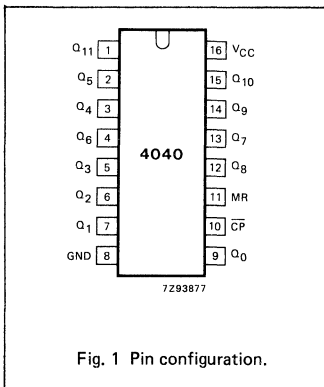 Q11 1 16 VCC
Q5 2 15 Q10
Q4 3 14 Q9
Q6 4 13 Q7
4040
Q3 5 12 Q8
Q2 6 11 MR
Q1 7 10 CP
GND 8 9 Q0
7Z93877
Fig. 1 Pin configuration.